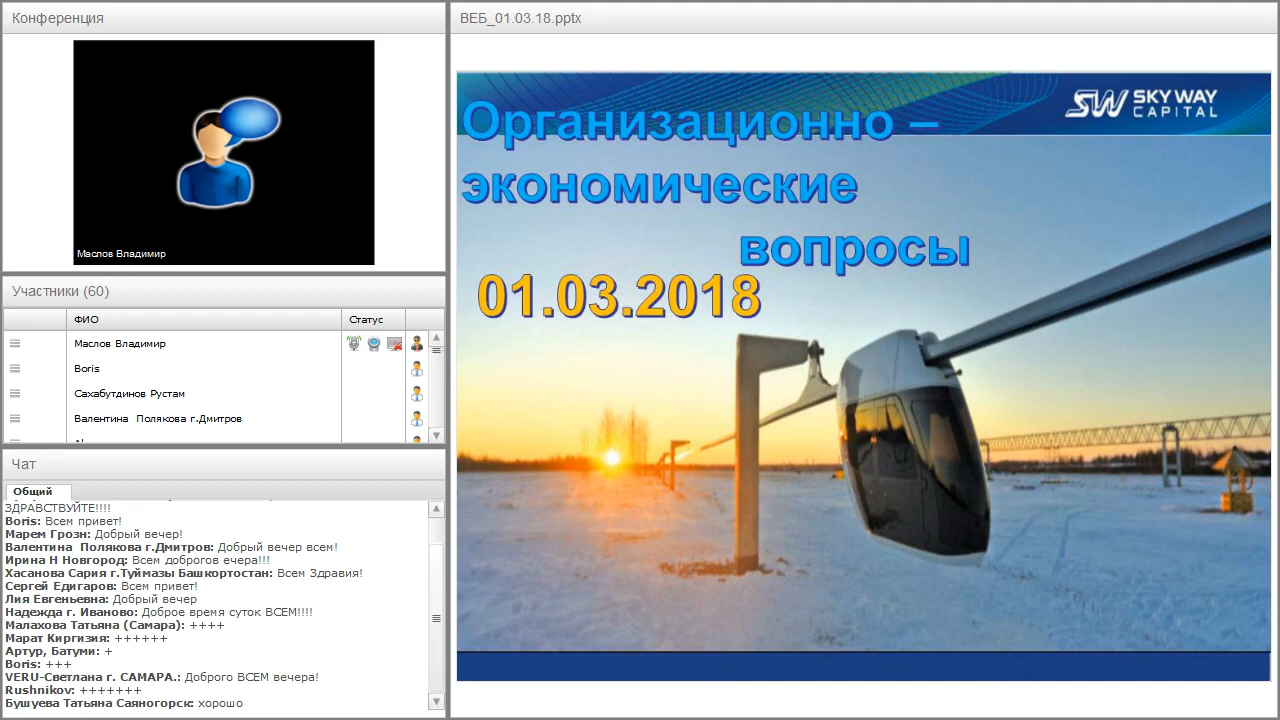 Конференция
Маслов Владимир
Участники (60)
ФИО
Статус
Маслов Владимир
Boris
Сахабутдинов Рустам
Валентина  Полякова г.Дмитров
Чат
Общий
ЗДРАВСТВУЙТЕ!!!!
Boris: Всем привет!
Марем Грозн: Добрый вечер!
Валентина  Полякова г.Дмитров: Добрый вечер всем!
Ирина Н Новгород: Всем доброгов ечера!!!
Хасанова Сария г.Туймазы Башкортостан: Всем Здравия!
Сергей Едигаров: Всем привет!
Лия Евгеньевна: Добрый вечер
Надежда г. Иваново: Доброе время суток ВСЕМ!!!!
Малахова Татьяна (Самара): ++++
Марат Киргизия: ++++++
Артур, Батуми: +
Boris: +++
VERU-Светлана г. САМАРА.: Доброго ВСЕМ вечера!
Rushnikov: +++++++
Бушуева Татьяна Саяногорск: хорошо
ВЕБ_01.03.18.pptx
SW SKY WAY
CAPITAL
Организационно –
экономические
вопросы
01.03.2018